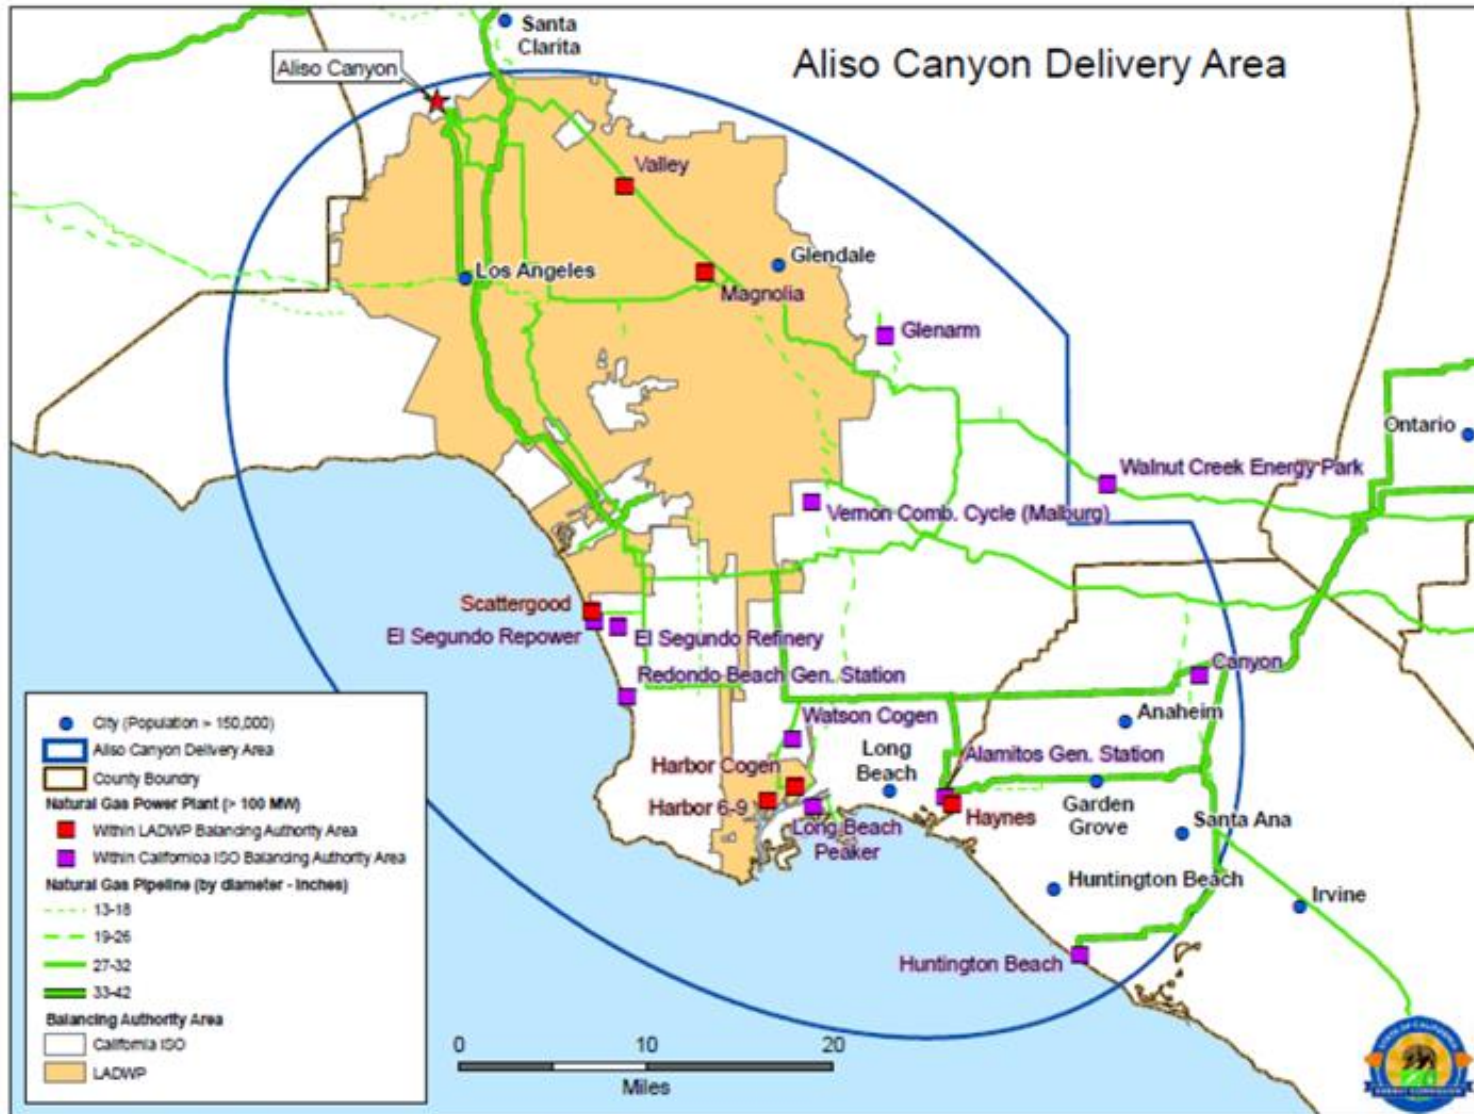 Aliso Canyon Delivery Area
Santa
Clarita
Aliso Canyon
Valley
Glendale
Los Angeles
Magnolia
Glenarm
Ontario
Walnut Creek Energy Park
Vernon Comb. Cycle (Malburg)
Scattergood
El Segundo Repower
El Segundo Refinery
Redondo Beach Gen. Station
Canyon
Watson Cogen
Anaheim
Long
Beach
Alamitos Gen. Station
Harbor Cogen
Harbor 6-9
Long Beach
Peaker
Haynes
Garden
Grove
Santa Ana
Huntington Beach
Irvine
Huntington Beach
City (Population > 150,000)
Aliso Canyon Delivery Area
County Boundry
Natural Gas Power Plant (> 100 MW)
Within LADWP Balancing Authority Area
Within Californioa ISO Balancing Authority Area
Natural Gas Pipeline (by diameter - inches)
13-18
19-26
27-32
33-42
Balancing Authority Area
California ISO
LADWP
0 10 20
Miles
STATE OF CALIFORNIA
ENERGY COMMISSION